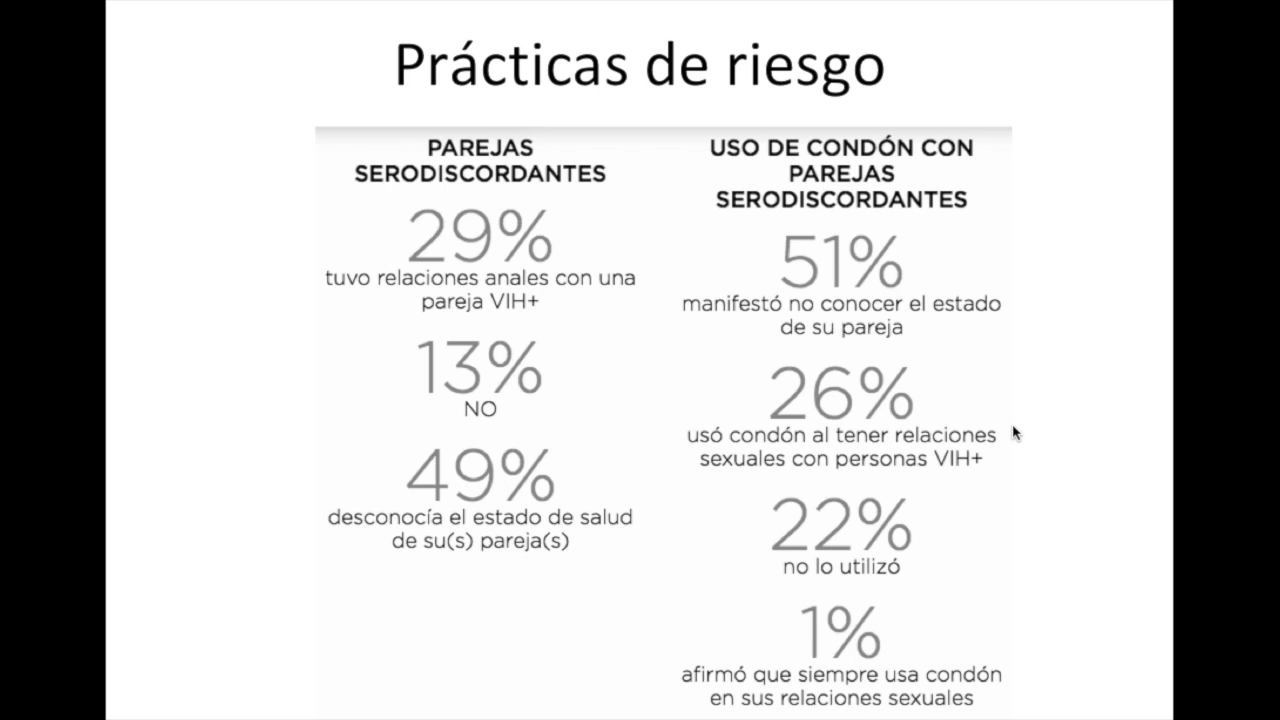 Prácticas de riesgo
PAREJAS
SERODISCORDANTES
29%
tuvo relaciones anales con una
pareja VIH+
13%
NO
49%
desconocía el estado de salud
de su(s) pareja(s)
USO DE CONDÓN CON
PAREJAS
SERODISCORDANTES
51%
manifestó no conocer el estado
de su pareja
26%
usó condón al tener relaciones
sexuales con personas VIH+
22%
no lo utilizó
1%
afirmó que siempre usa condón
en sus relaciones sexuales